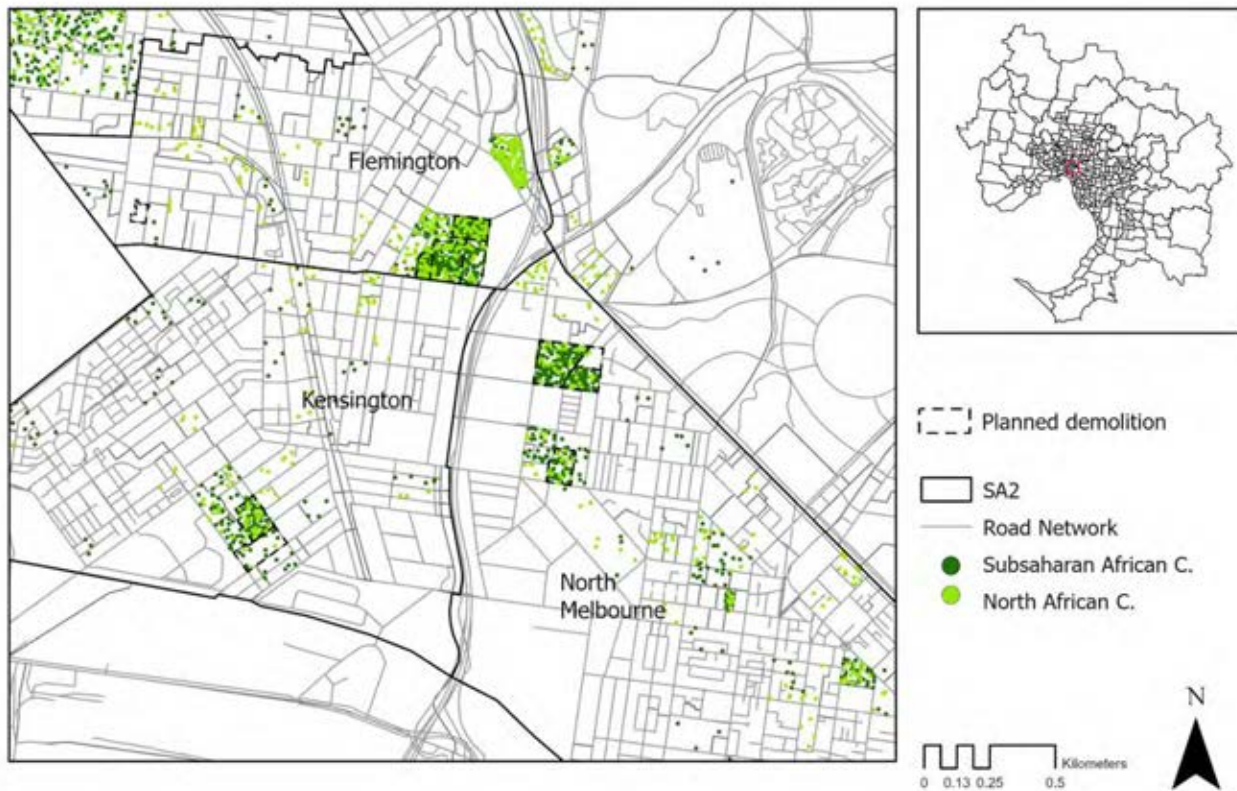 Flemington
Kensington
North
Melbourne
Planned demolition
SA2
Road Network
Subsaharan African C.
North African C.
N
Kilometers
0 0.13 0.25 0.5